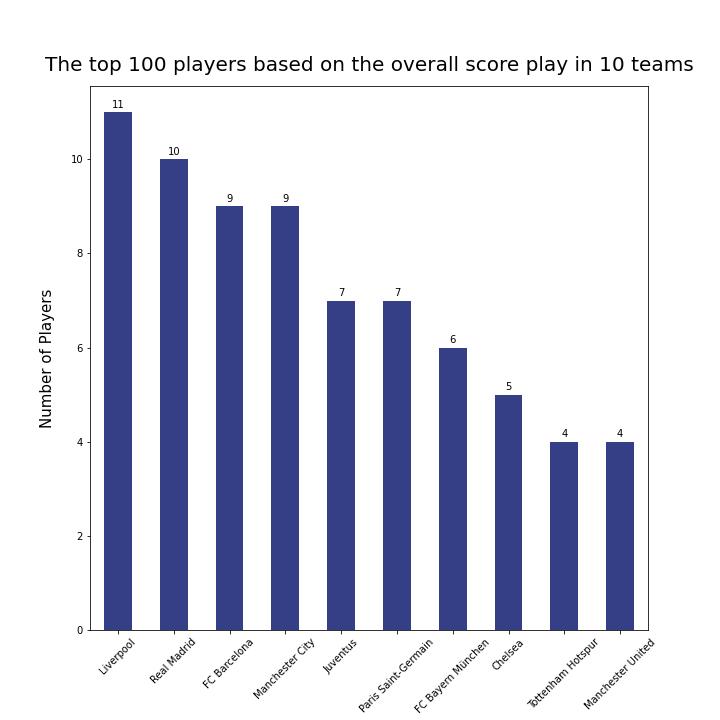 The top 100 players based on the overall score play in 10 teams
11
10
9
9
7
7
6
5
4
4
Number of Players
10
8
6
4
2
0
Liverpool
Real Madrid
FC Barcelona
Manchester City
Juventus
Paris Saint-Germain
FC Bayern München
Chelsea
Tottenham Hotspur
Manchester United